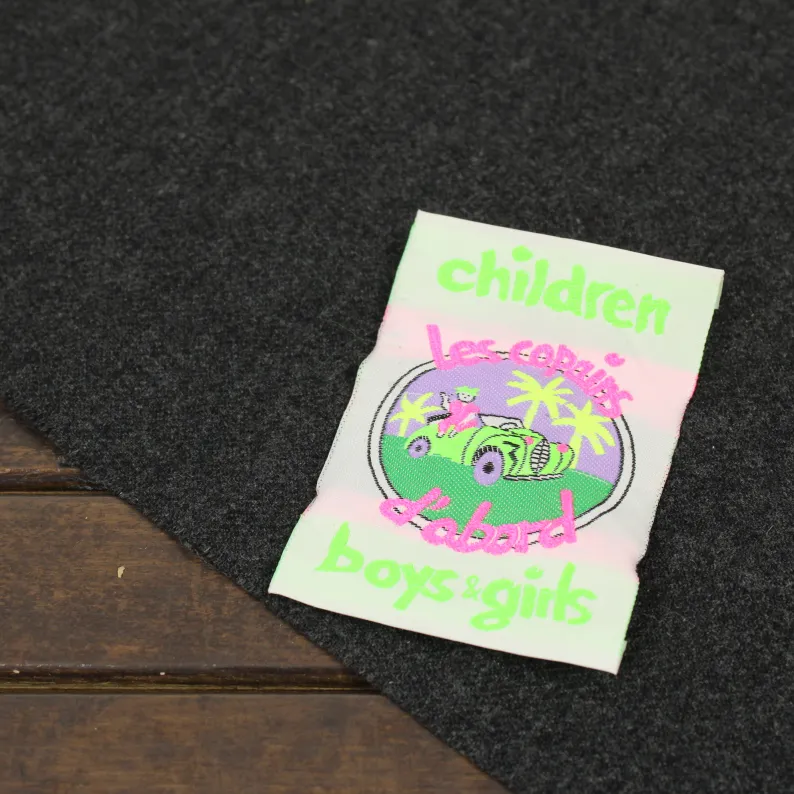 children
Les copains
d'abord
boys & girls